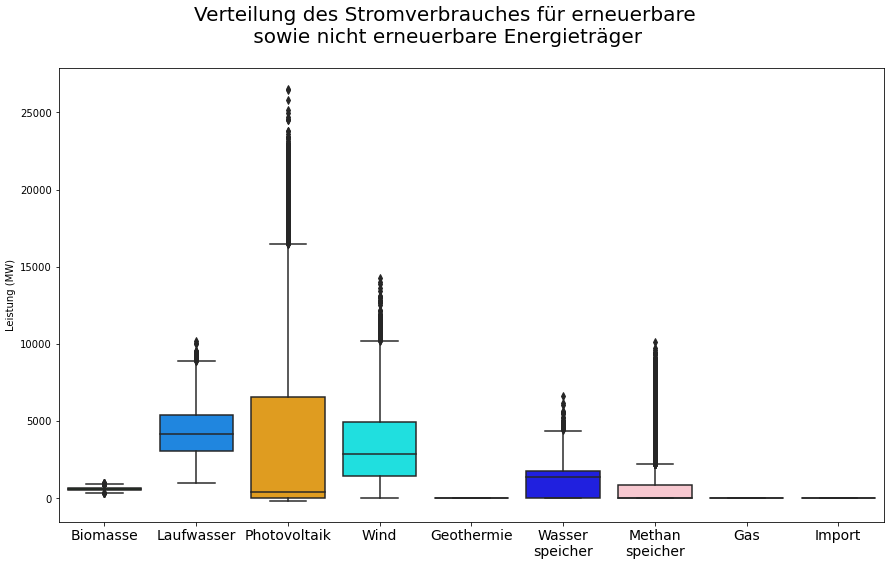 Verteilung des Stromverbrauches für erneuerbare
sowie nicht erneuerbare Energieträger
Leistung (MW)
25000
20000
15000
10000
5000
0
Biomasse
Laufwasser
Photovoltaik
Wind
Geothermie
Wasser
speicher
Methan
speicher
Gas
Import